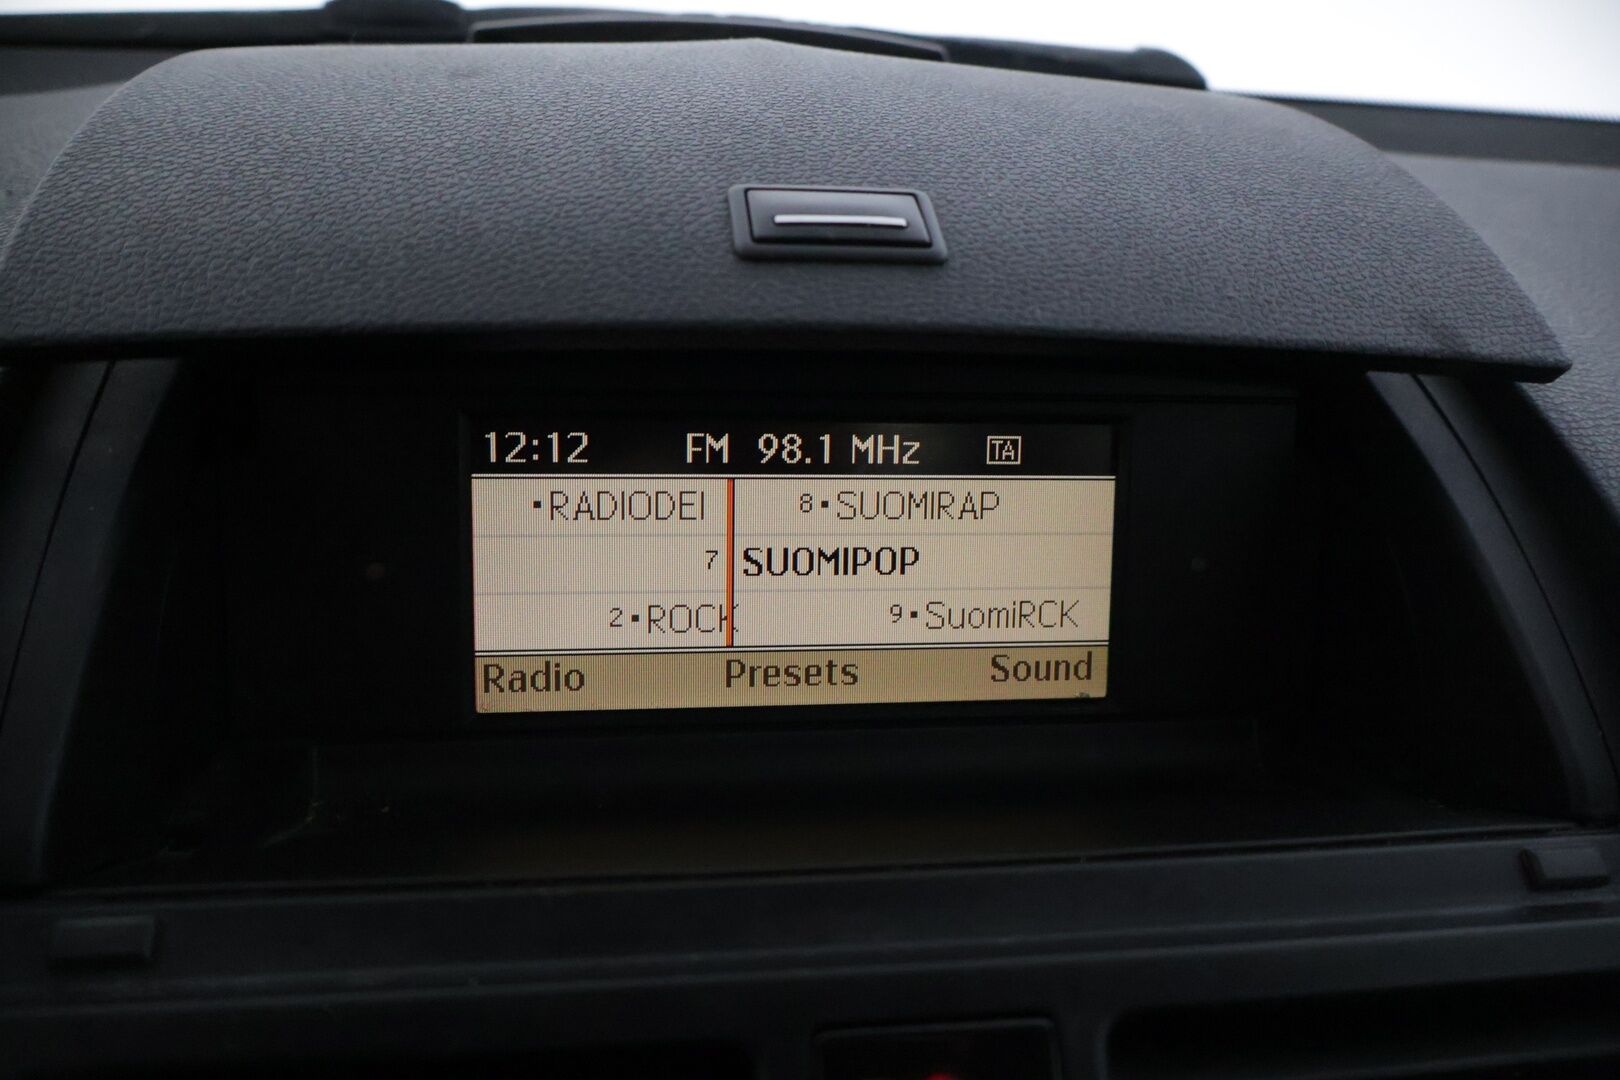 12:12 FM 98.1 MHz TA
▪RADIODEI 8▪SUOMIRAP
7 SUOMIPOP
2▪ROCK 9▪SuomiRCK
Radio Presets Sound